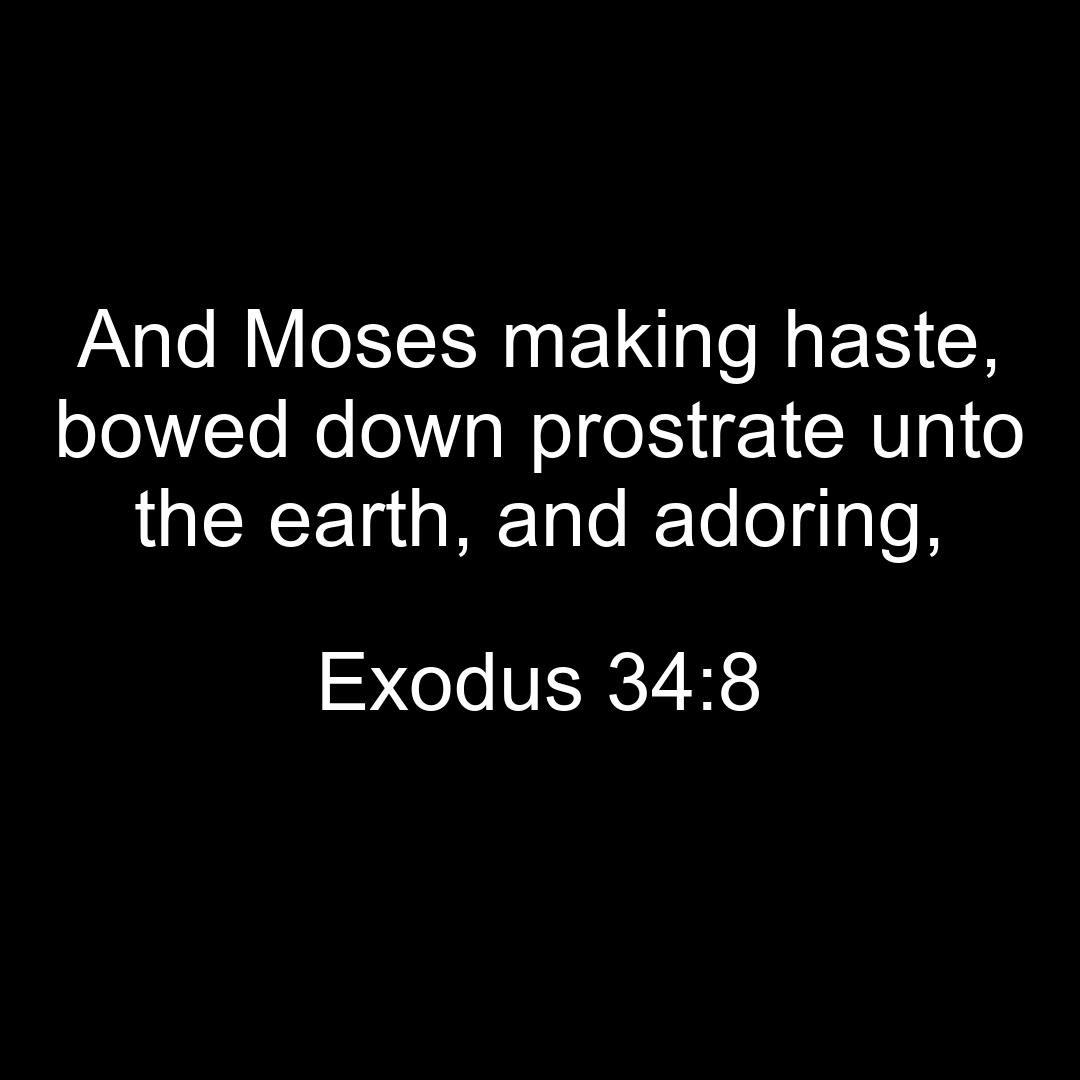 And Moses making haste,
bowed down prostrate unto
the earth, and adoring,
Exodus 34:8